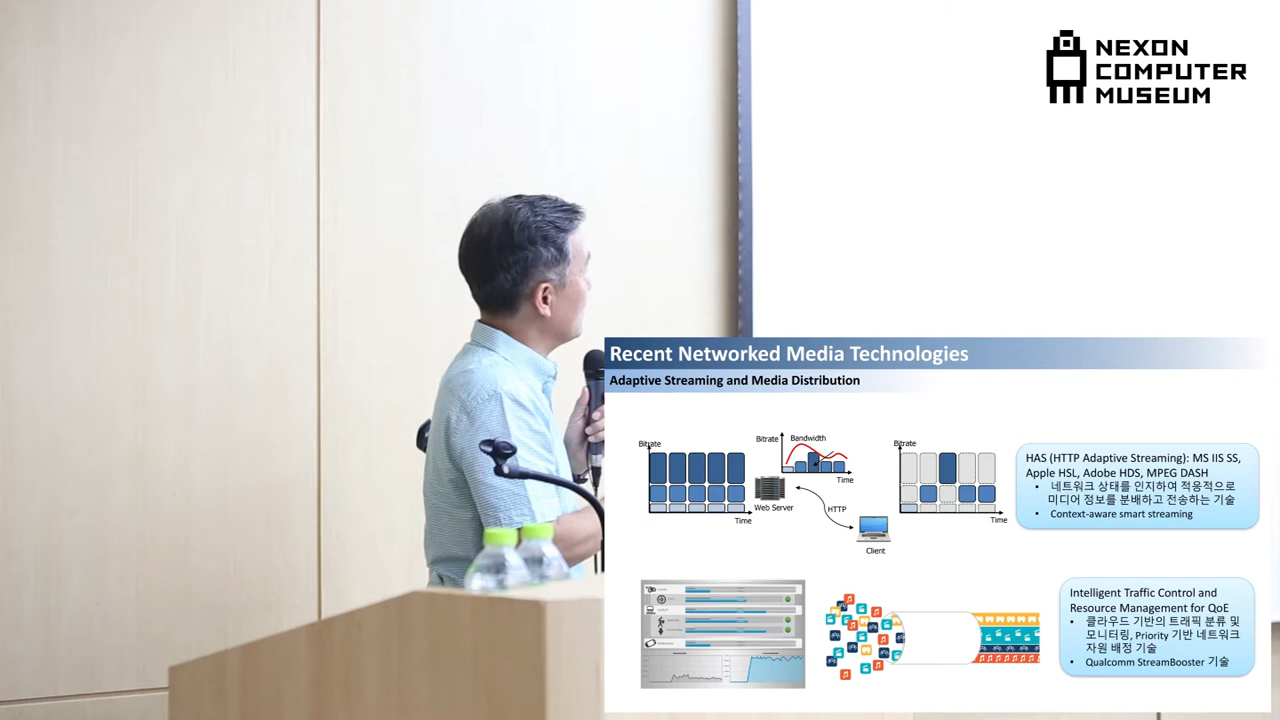 NEXON
COMPUTER
MUSEUM
Recent Networked Media Technologies
Adaptive Streaming and Media Distribution
Bitrate
Time
Bitrate
Bandwidth
Time
Web Server
HTTP
Client
Bitrate
Time
HAS (HTTP Adaptive Streaming): MS IIS SS,
Apple HSL, Adobe HDS, MPEG DASH
• 네트워크 상태를 인지하여 적응적으로
미디어 정보를 분배하고 전송하는 기술
• Context-aware smart streaming
Intelligent Traffic Control and
Resource Management for QoE
• 클라우드 기반의 트래픽 분류 및
모니터링, Priority 기반 네트워크
자원 배정 기술
• Qualcomm StreamBooster 기술